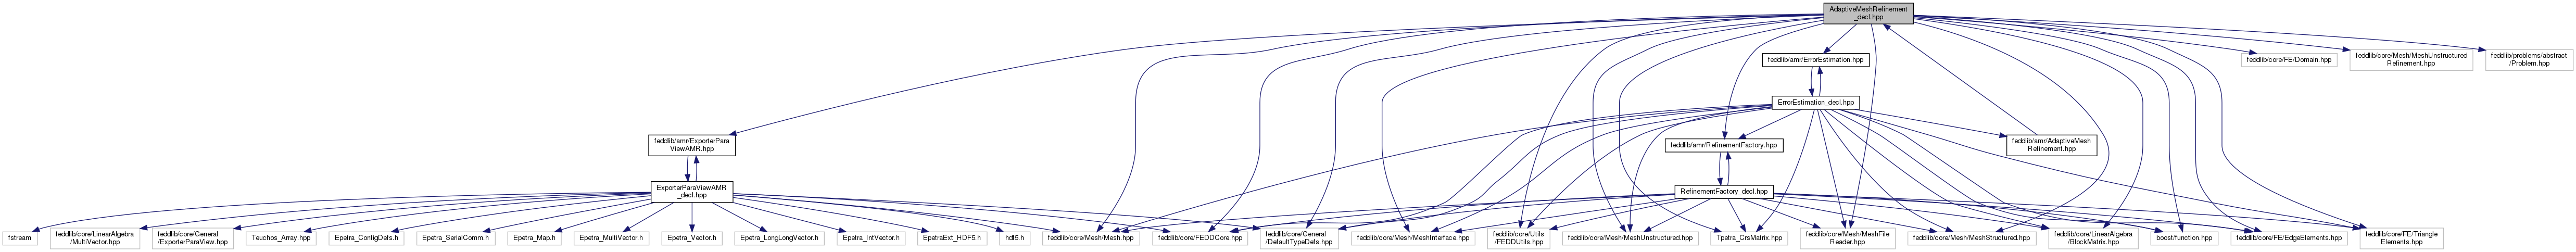 AdaptiveMeshRefinement
_decl.hpp
feddlib/amr/ErrorEstimation.hpp
feddlib/core/FE/Domain.hpp
feddlib/core/Mesh/MeshUnstructured
Refinement.hpp
feddlib/problems/abstract
/Problem.hpp
ErrorEstimation_decl.hpp
feddlib/amr/ExporterPara
ViewAMR.hpp
feddlib/amr/RefinementFactory.hpp
feddlib/amr/AdaptiveMesh
Refinement.hpp
ExporterParaViewAMR
_decl.hpp
RefinementFactory_decl.hpp
fstream
feddlib/core/LinearAlgebra
/MultiVector.hpp
feddlib/core/General
/ExporterParaView.hpp
Teuchos_Array.hpp
Epetra_ConfigDefs.h
Epetra_SerialComm.h
Epetra_Map.h
Epetra_MultiVector.h
Epetra_Vector.h
Epetra_LongLongVector.h
Epetra_IntVector.h
EpetraExt_HDF5.h
hdf5.h
feddlib/core/Mesh/Mesh.hpp
feddlib/core/FEDDCore.hpp
feddlib/core/General
/DefaultTypeDefs.hpp
feddlib/core/Mesh/MeshInterface.hpp
feddlib/core/Utils
/FEDDUtils.hpp
feddlib/core/Mesh/MeshUnstructured.hpp
Tpetra_CrsMatrix.hpp
feddlib/core/Mesh/MeshFile
Reader.hpp
feddlib/core/Mesh/MeshStructured.hpp
feddlib/core/LinearAlgebra
/BlockMatrix.hpp
boost/function.hpp
feddlib/core/FE/EdgeElements.hpp
feddlib/core/FE/Triangle
Elements.hpp